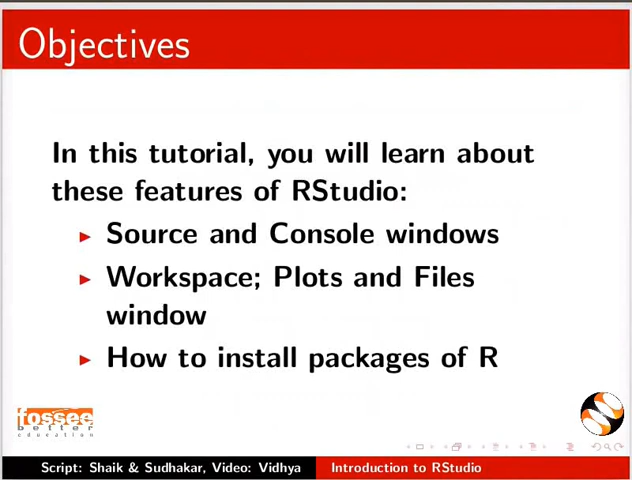 Objectives
In this tutorial, you will learn about
these features of RStudio:
Source and Console windows
Workspace; Plots and Files
window
How to install packages of R
fossee
better
education
Script: Shaik & Sudhakar, Video: Vidhya Introduction to RStudio